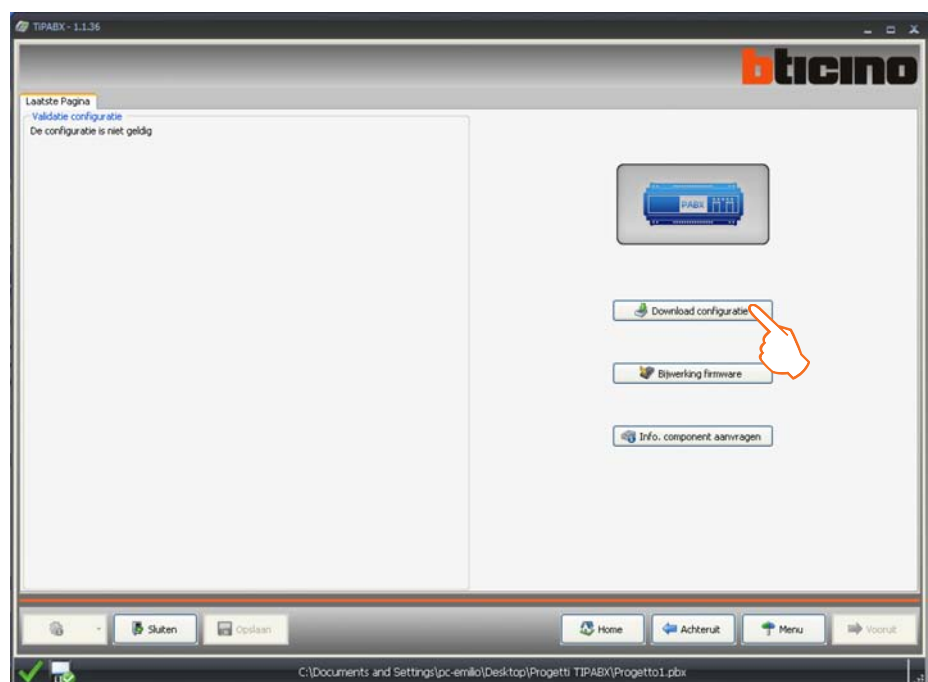 TiPABX - 1.1.36
bticino
Laatste Pagina
Validatie configuratie
De configuratie is niet geldig
PABX
Download configuratie
Bijwerking firmware
Info. component aanvragen
Sluiten
Opslaan
Home
Achteruit
Menu
Vooruit
C:\Documents and Settings\pc-emilio\Desktop\Progetti TIPABX\Progetto1.pbx